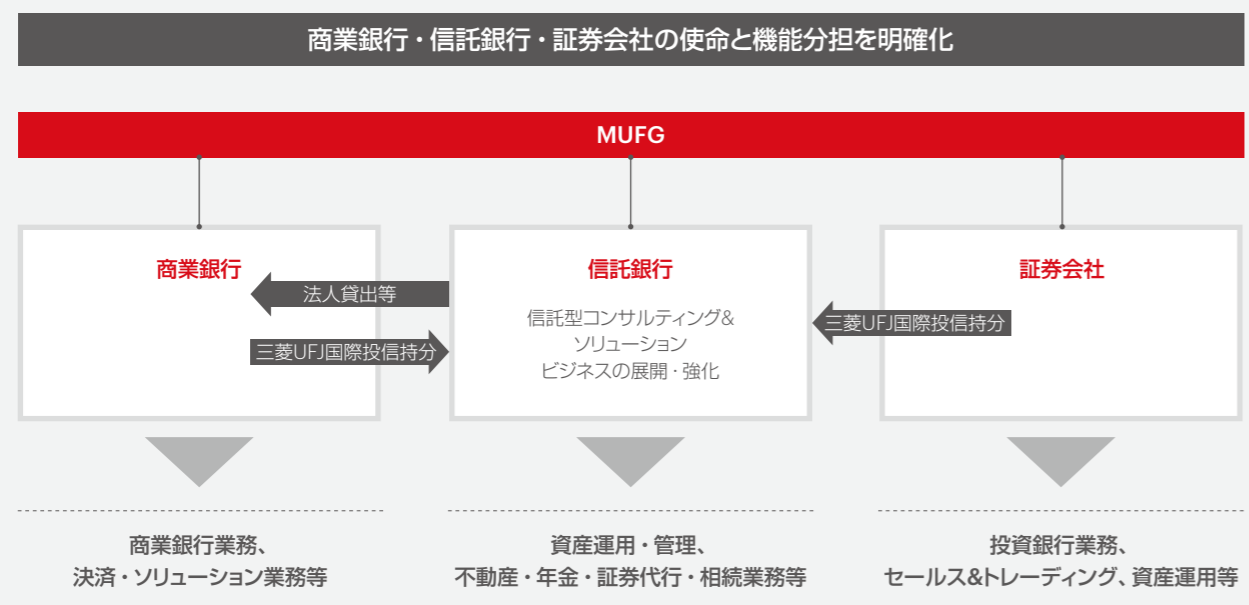 商業銀行・信託銀行・証券会社の使命と機能分担を明確化
MUFG
商業銀行
法人貸出等
三菱UFJ国際投信持分
信託銀行
信託型コンサルティング&
ソリューション
ビジネスの展開・強化
証券会社
三菱UFJ国際投信持分
商業銀行業務、
決済・ソリューション業務等
資産運用・管理、
不動産・年金・証券代行・相続業務等
投資銀行業務、
セールス&トレーディング、資産運用等